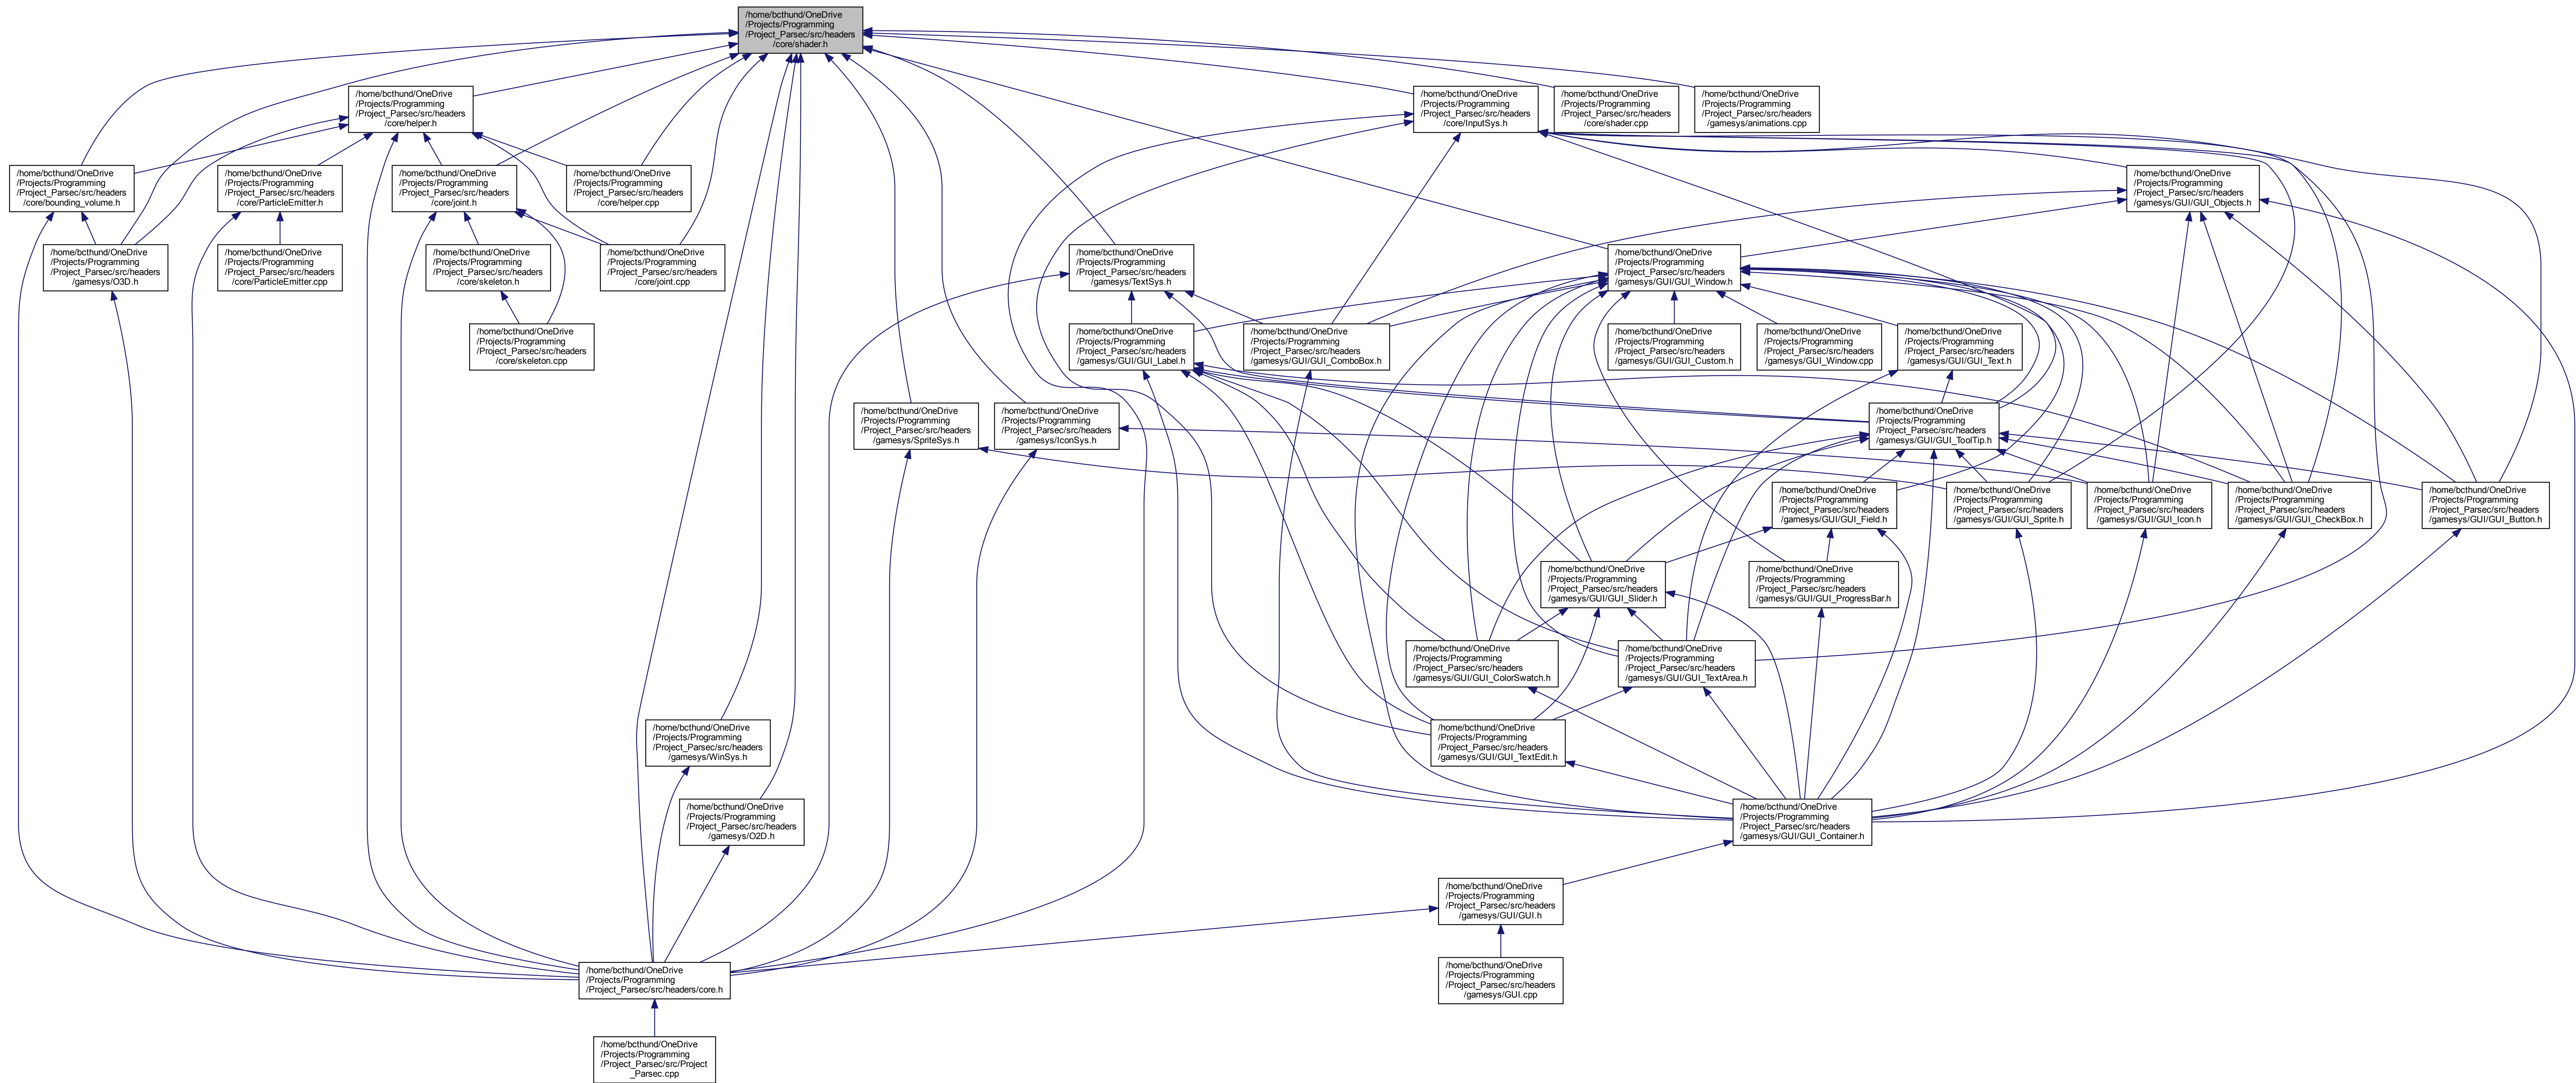 /home/bcthund/OneDrive
/Projects/Programming
/Project_Parsec/src/headers
/core/shader.h
/home/bcthund/OneDrive
/Projects/Programming
/Project_Parsec/src/headers
/core/helper.h
/home/bcthund/OneDrive
/Projects/Programming
/Project_Parsec/src/headers
/core/InputSys.h
/home/bcthund/OneDrive
/Projects/Programming
/Project_Parsec/src/headers
/core/shader.cpp
/home/bcthund/OneDrive
/Projects/Programming
/Project_Parsec/src/headers
/gamesys/animations.cpp
/home/bcthund/OneDrive
/Projects/Programming
/Project_Parsec/src/headers
/core/bounding_volume.h
/home/bcthund/OneDrive
/Projects/Programming
/Project_Parsec/src/headers
/core/ParticleEmitter.h
/home/bcthund/OneDrive
/Projects/Programming
/Project_Parsec/src/headers
/core/joint.h
/home/bcthund/OneDrive
/Projects/Programming
/Project_Parsec/src/headers
/core/helper.cpp
/home/bcthund/OneDrive
/Projects/Programming
/Project_Parsec/src/headers
/gamesys/GUI/GUI_Objects.h
/home/bcthund/OneDrive
/Projects/Programming
/Project_Parsec/src/headers
/gamesys/O3D.h
/home/bcthund/OneDrive
/Projects/Programming
/Project_Parsec/src/headers
/core/ParticleEmitter.cpp
/home/bcthund/OneDrive
/Projects/Programming
/Project_Parsec/src/headers
/core/skeleton.h
/home/bcthund/OneDrive
/Projects/Programming
/Project_Parsec/src/headers
/core/joint.cpp
/home/bcthund/OneDrive
/Projects/Programming
/Project_Parsec/src/headers
/gamesys/TextSys.h
/home/bcthund/OneDrive
/Projects/Programming
/Project_Parsec/src/headers
/gamesys/GUI/GUI_Window.h
/home/bcthund/OneDrive
/Projects/Programming
/Project_Parsec/src/headers
/core/skeleton.cpp
/home/bcthund/OneDrive
/Projects/Programming
/Project_Parsec/src/headers
/gamesys/GUI/GUI_Label.h
/home/bcthund/OneDrive
/Projects/Programming
/Project_Parsec/src/headers
/gamesys/GUI/GUI_ComboBox.h
/home/bcthund/OneDrive
/Projects/Programming
/Project_Parsec/src/headers
/gamesys/GUI/GUI_Custom.h
/home/bcthund/OneDrive
/Projects/Programming
/Project_Parsec/src/headers
/gamesys/GUI_Window.cpp
/home/bcthund/OneDrive
/Projects/Programming
/Project_Parsec/src/headers
/gamesys/GUI/GUI_Text.h
/home/bcthund/OneDrive
/Projects/Programming
/Project_Parsec/src/headers
/gamesys/SpriteSys.h
/home/bcthund/OneDrive
/Projects/Programming
/Project_Parsec/src/headers
/gamesys/IconSys.h
/home/bcthund/OneDrive
/Projects/Programming
/Project_Parsec/src/headers
/gamesys/GUI/GUI_ToolTip.h
/home/bcthund/OneDrive
/Projects/Programming
/Project_Parsec/src/headers
/gamesys/GUI/GUI_Field.h
/home/bcthund/OneDrive
/Projects/Programming
/Project_Parsec/src/headers
/gamesys/GUI/GUI_Sprite.h
/home/bcthund/OneDrive
/Projects/Programming
/Project_Parsec/src/headers
/gamesys/GUI/GUI_Icon.h
/home/bcthund/OneDrive
/Projects/Programming
/Project_Parsec/src/headers
/gamesys/GUI/GUI_CheckBox.h
/home/bcthund/OneDrive
/Projects/Programming
/Project_Parsec/src/headers
/gamesys/GUI/GUI_Button.h
/home/bcthund/OneDrive
/Projects/Programming
/Project_Parsec/src/headers
/gamesys/GUI/GUI_Slider.h
/home/bcthund/OneDrive
/Projects/Programming
/Project_Parsec/src/headers
/gamesys/GUI/GUI_ProgressBar.h
/home/bcthund/OneDrive
/Projects/Programming
/Project_Parsec/src/headers
/gamesys/GUI/GUI_ColorSwatch.h
/home/bcthund/OneDrive
/Projects/Programming
/Project_Parsec/src/headers
/gamesys/GUI/GUI_TextArea.h
/home/bcthund/OneDrive
/Projects/Programming
/Project_Parsec/src/headers
/gamesys/WinSys.h
/home/bcthund/OneDrive
/Projects/Programming
/Project_Parsec/src/headers
/gamesys/GUI/GUI_TextEdit.h
/home/bcthund/OneDrive
/Projects/Programming
/Project_Parsec/src/headers
/gamesys/O2D.h
/home/bcthund/OneDrive
/Projects/Programming
/Project_Parsec/src/headers
/gamesys/GUI/GUI_Container.h
/home/bcthund/OneDrive
/Projects/Programming
/Project_Parsec/src/headers
/gamesys/GUI/GUI.h
/home/bcthund/OneDrive
/Projects/Programming
/Project_Parsec/src/headers/core.h
/home/bcthund/OneDrive
/Projects/Programming
/Project_Parsec/src/headers
/gamesys/GUI.cpp
/home/bcthund/OneDrive
/Projects/Programming
/Project_Parsec/src/Project
_Parsec.cpp